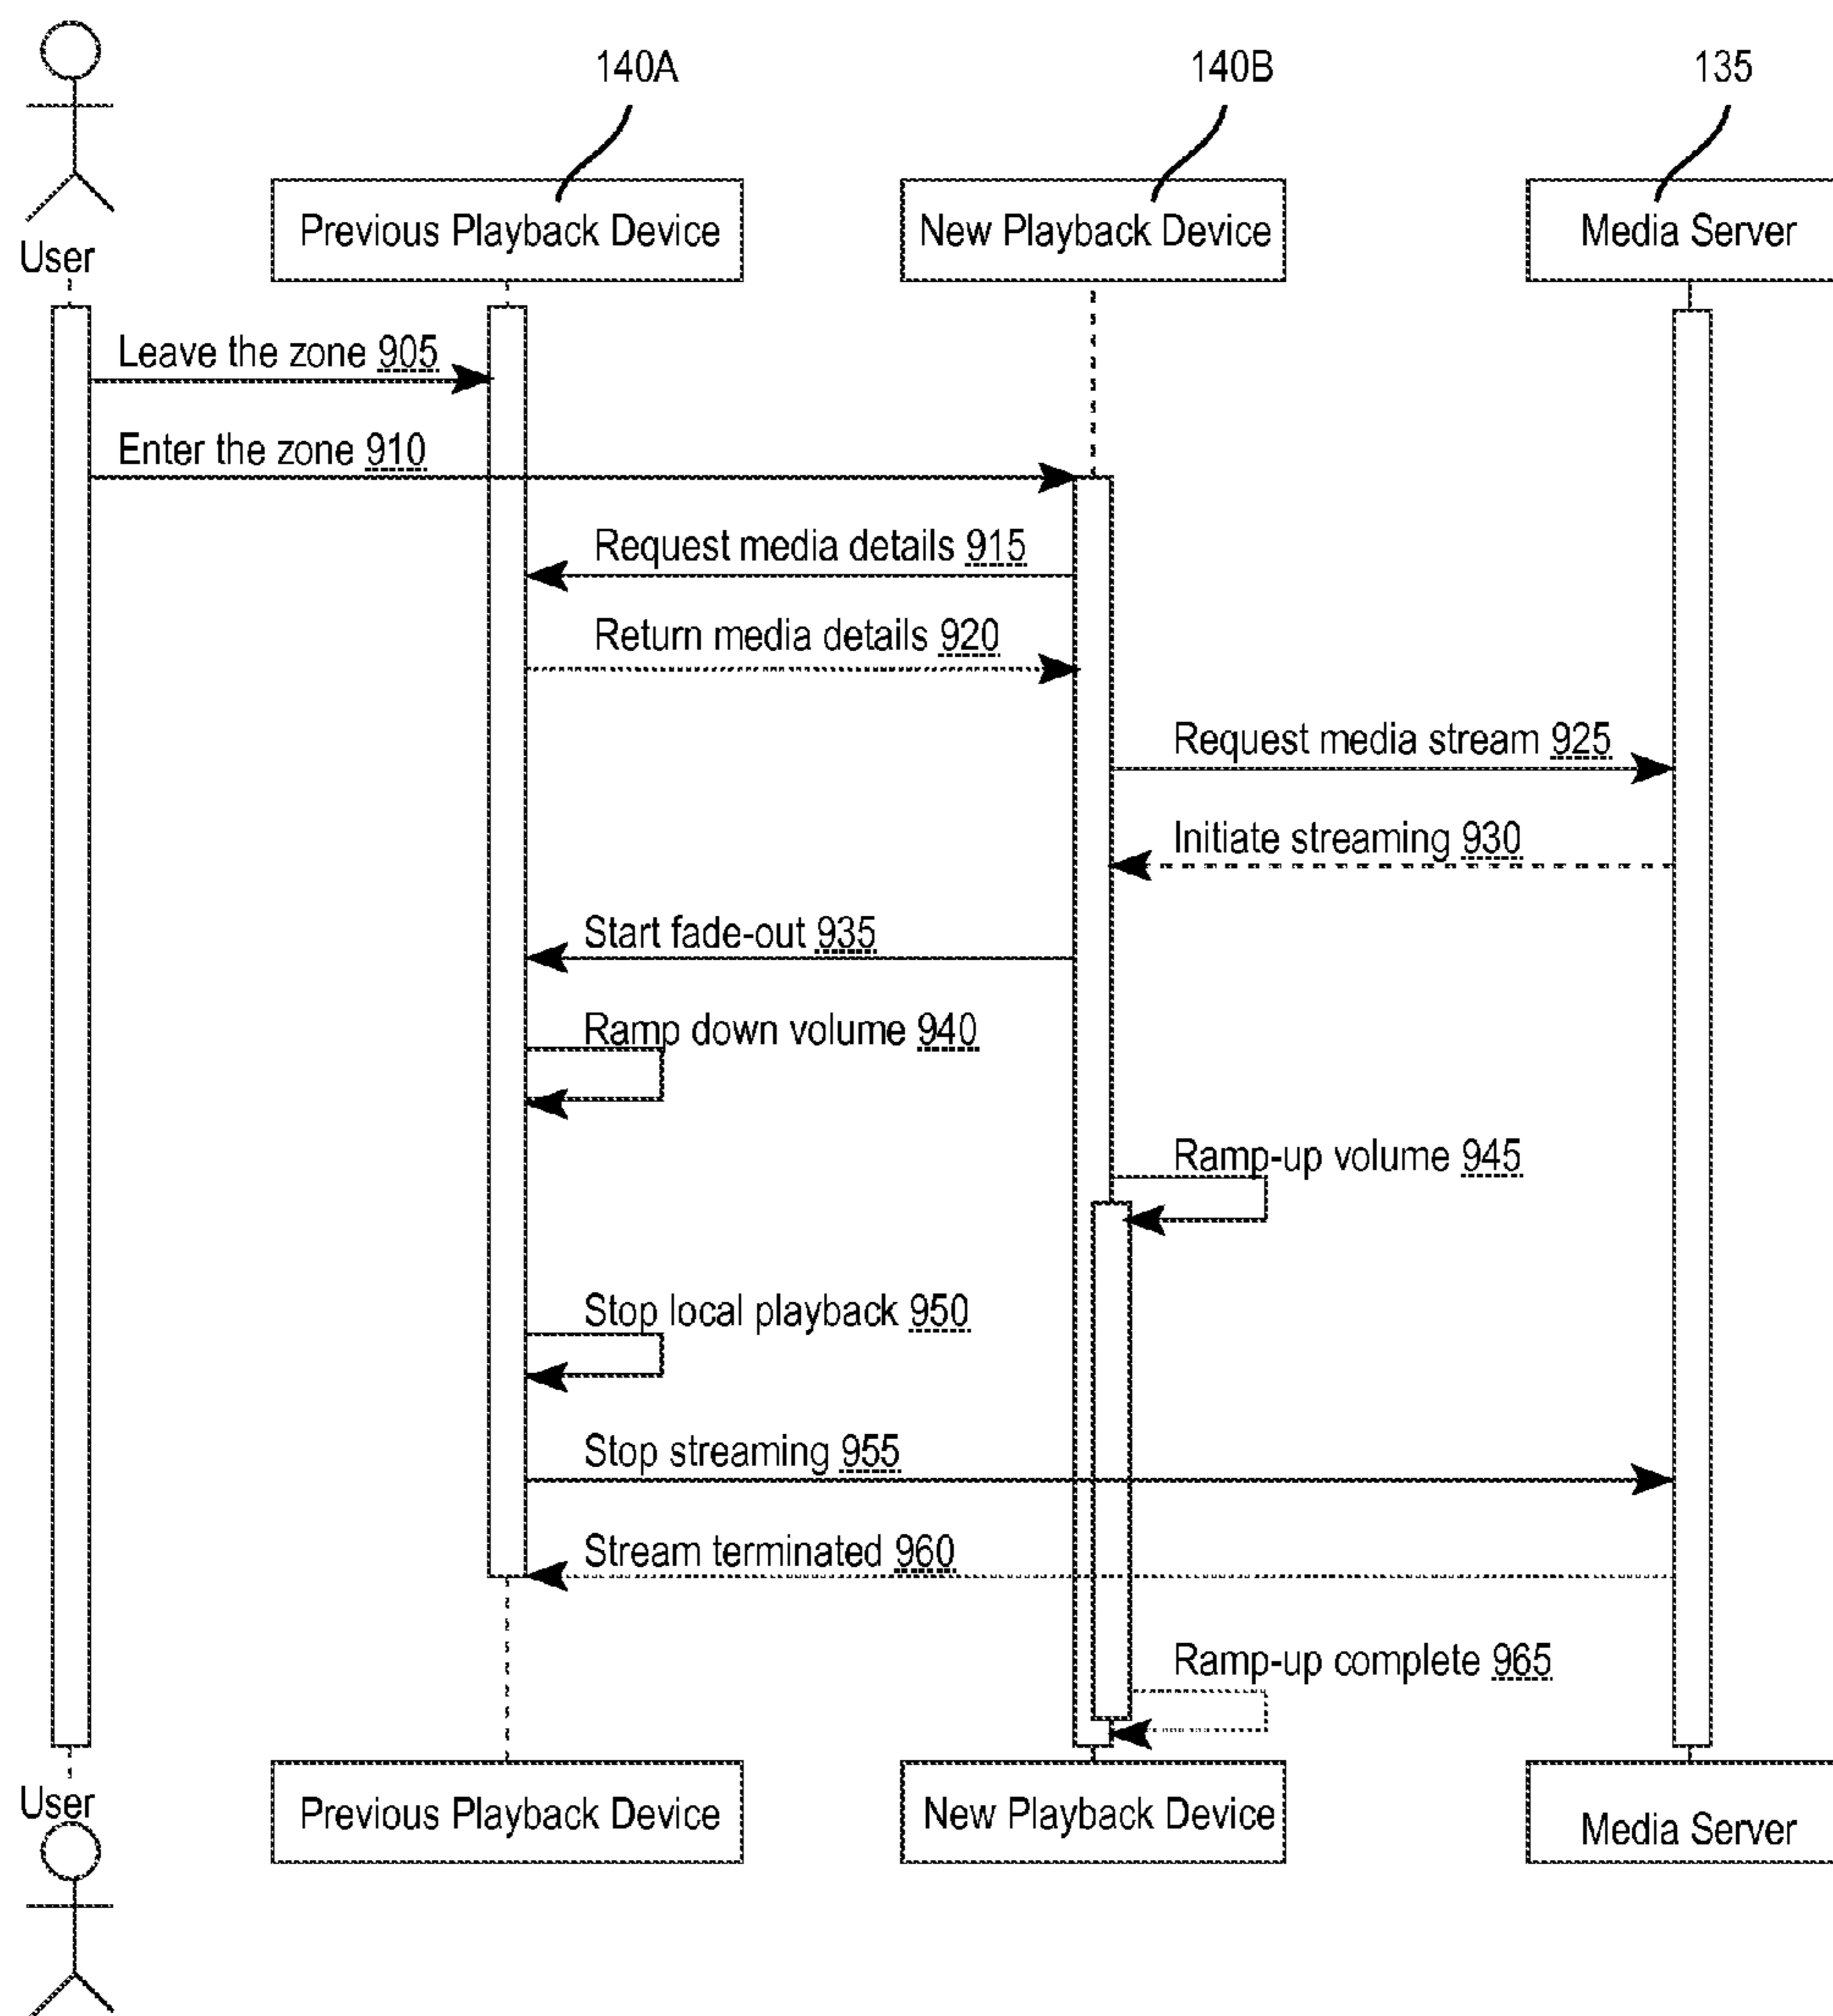 140A
140B
135
User
Previous Playback Device
New Playback Device
Media Server
Leave the zone 905
Enter the zone 910
Request media details 915
Return media details 920
Request media stream 925
Initiate streaming 930
Start fade-out 935
Ramp down volume 940
Ramp-up volume 945
Stop local playback 950
Stop streaming 955
Stream terminated 960
Ramp-up complete 965
User
Previous Playback Device
New Playback Device
Media Server